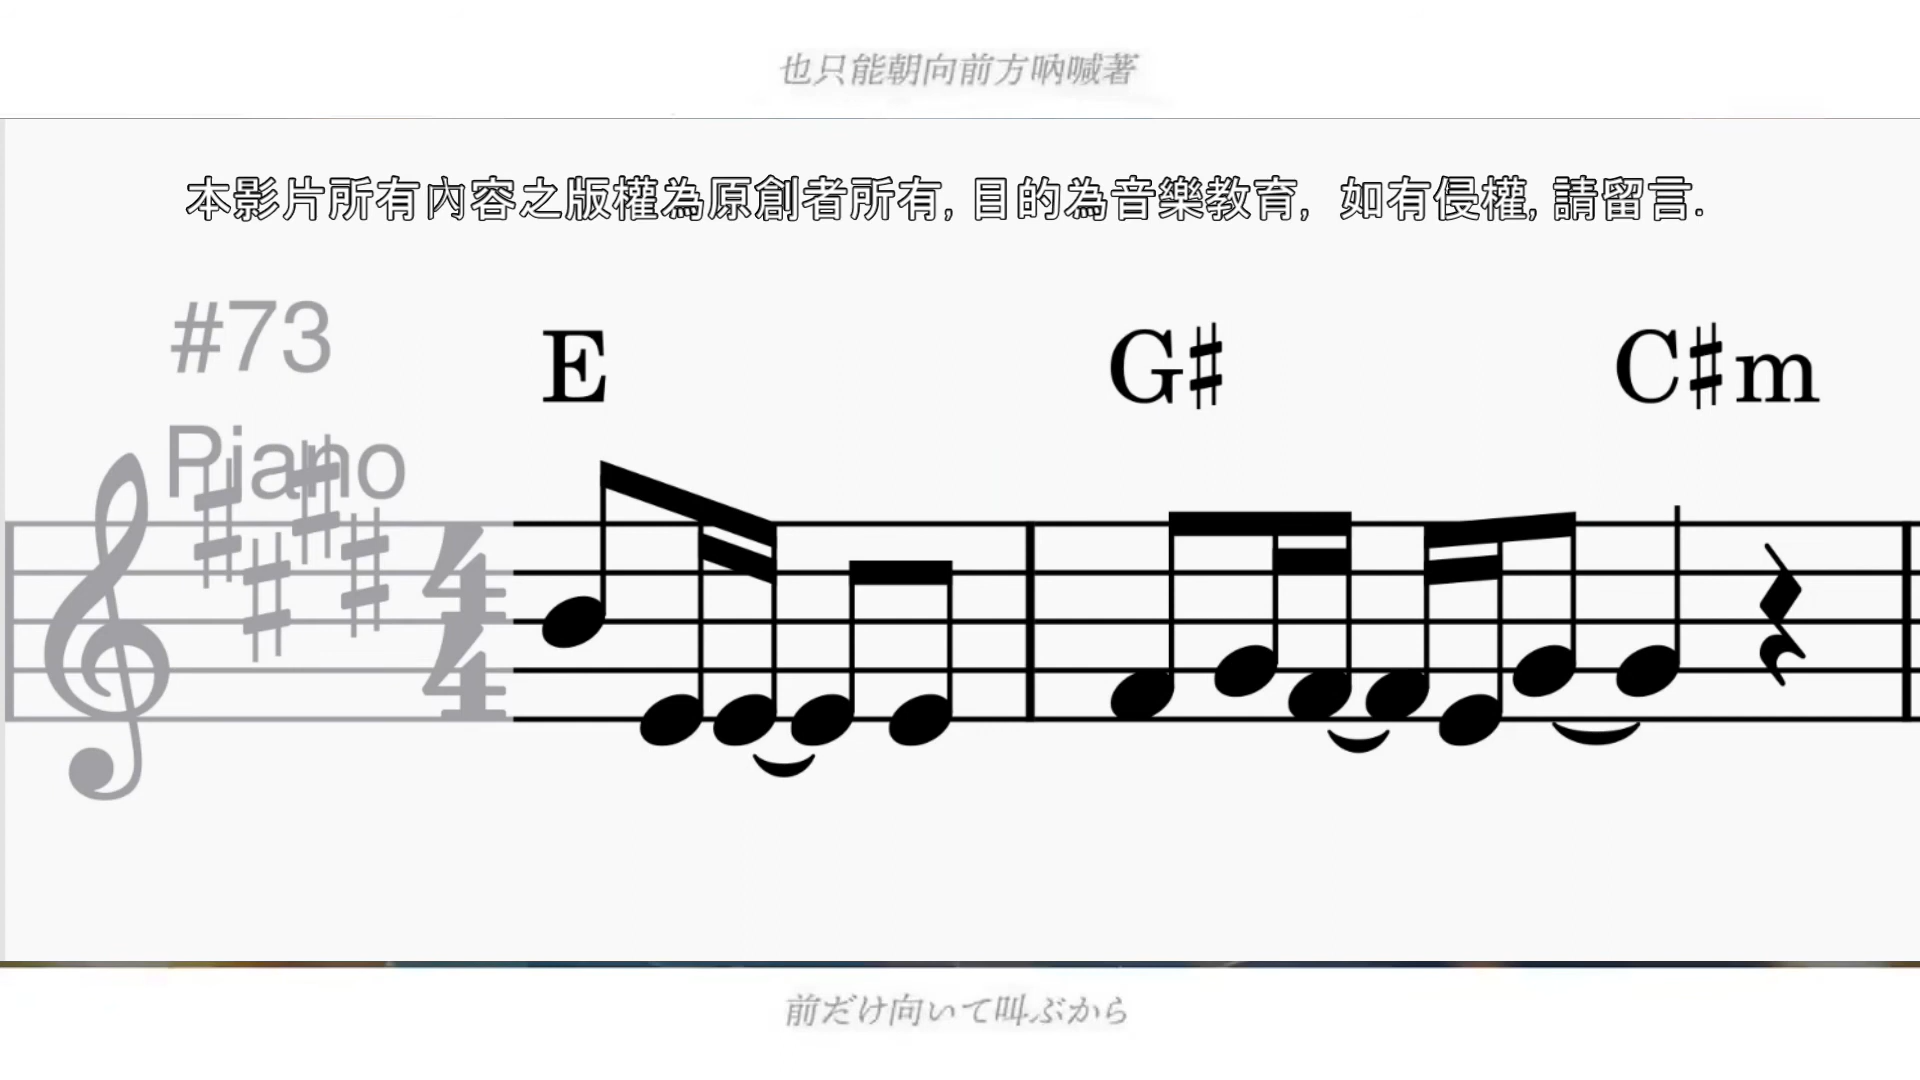 也只能朝向前方吶喊著
本影片所有內容之版權為原創者所有, 目的為音樂教育, 如有侵權, 請留言.
#73
E G♯ C♯m
Piano
4
4
前だけ向いて叫ぶから